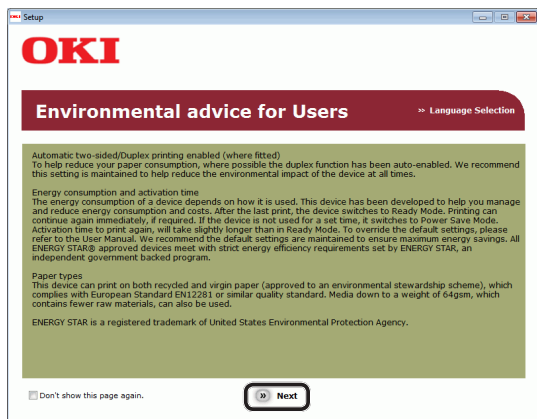 OKI Setup
OKI
Environmental advice for Users
» Language Selection
Automatic two-sided/Duplex printing enabled (where fitted)
To help reduce your paper consumption, where possible the duplex function has been auto-enabled. We recommend
this setting is maintained to help reduce the environmental impact of the device at all times.
Energy consumption and activation time
The energy consumption of a device depends on how it is used. This device has been developed to help you manage
and reduce energy consumption and costs. After the last print, the device switches to Ready Mode. Printing can
continue again immediately, if required. If the device is not used for a set time, it switches to Power Save Mode.
Activation time to print again, will take slightly longer than in Ready Mode. To override the default settings, please
refer to the User Manual. We recommend the default settings are maintained to ensure maximum energy savings. All
ENERGY STAR® approved devices meet with strict energy efficiency requirements set by ENERGY STAR, an
independent government backed program.
Paper types
This device can print on both recycled and virgin paper (approved to an environmental stewardship scheme), which
complies with European Standard EN12281 or similar quality standard. Media down to a weight of 64gsm, which
contains fewer raw materials, can also be used.
ENERGY STAR is a registered trademark of United States Environmental Protection Agency.
Don't show this page again.
» Next